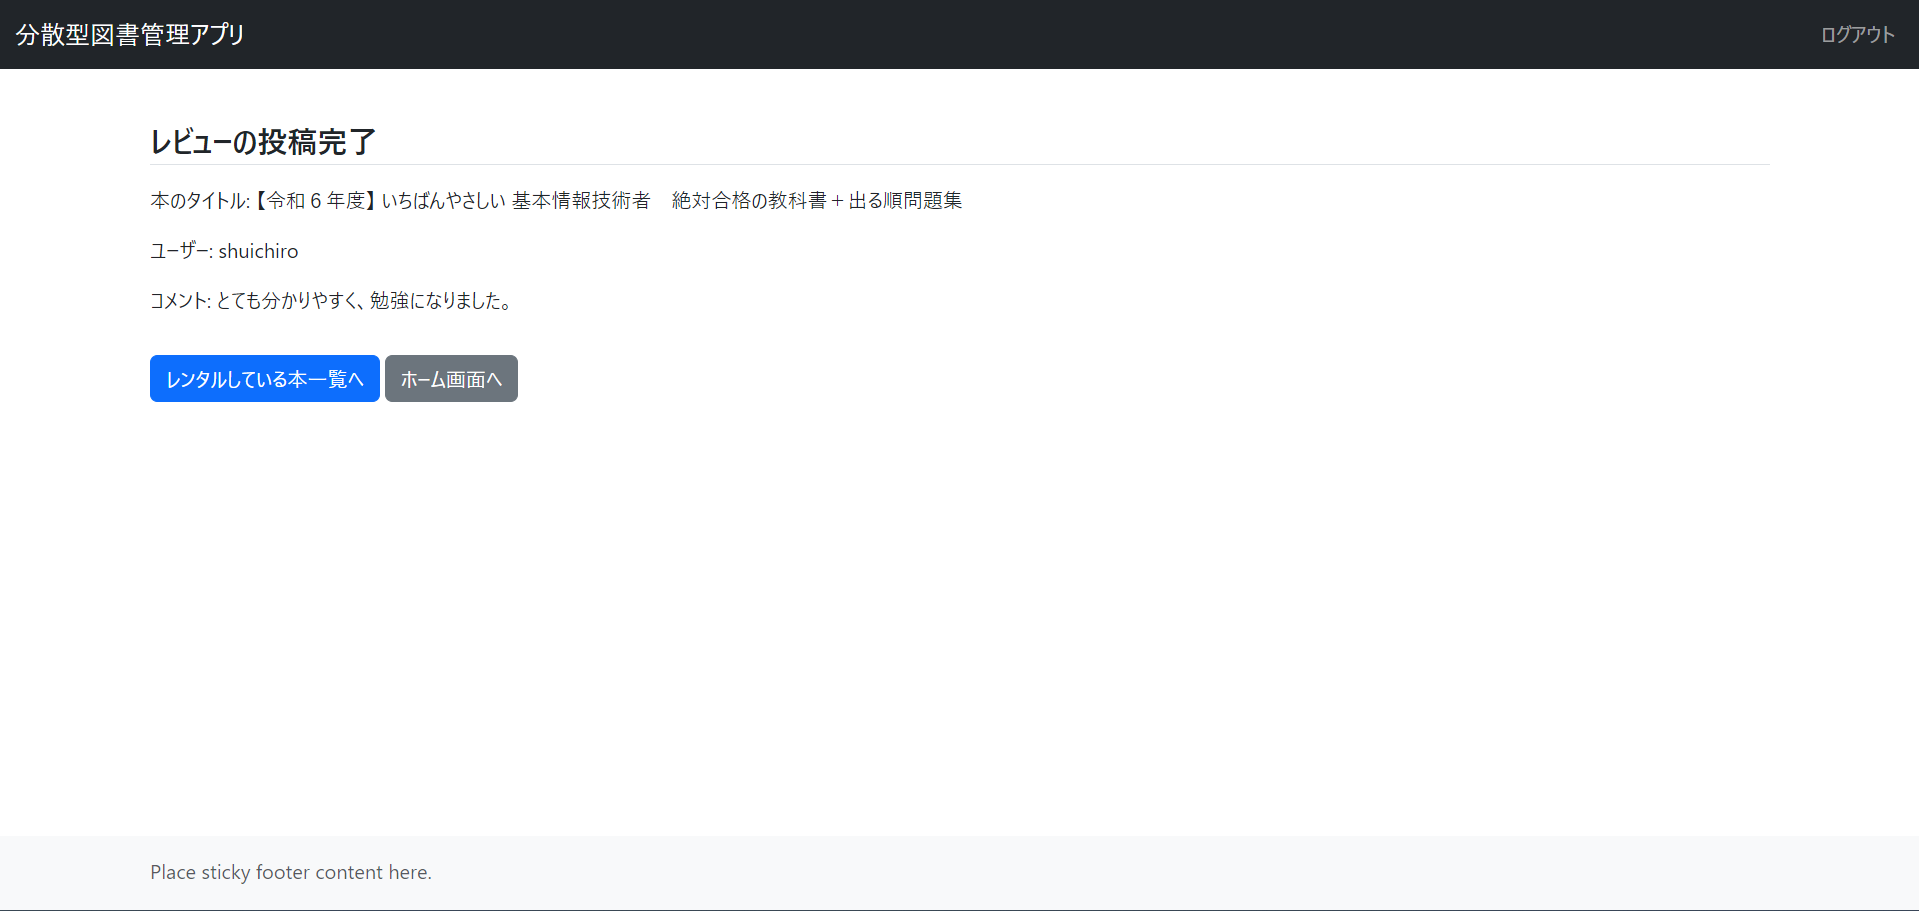 分散型図書管理アプリ
ログアウト
レビューの投稿完了
本のタイトル: 【令和６年度】 いちばんやさしい 基本情報技術者　絶対合格の教科書＋出る順問題集
ユーザー: shuichiro
コメント: とても分かりやすく、勉強になりました。
レンタルしている本一覧へ
ホーム画面へ
Place sticky footer content here.